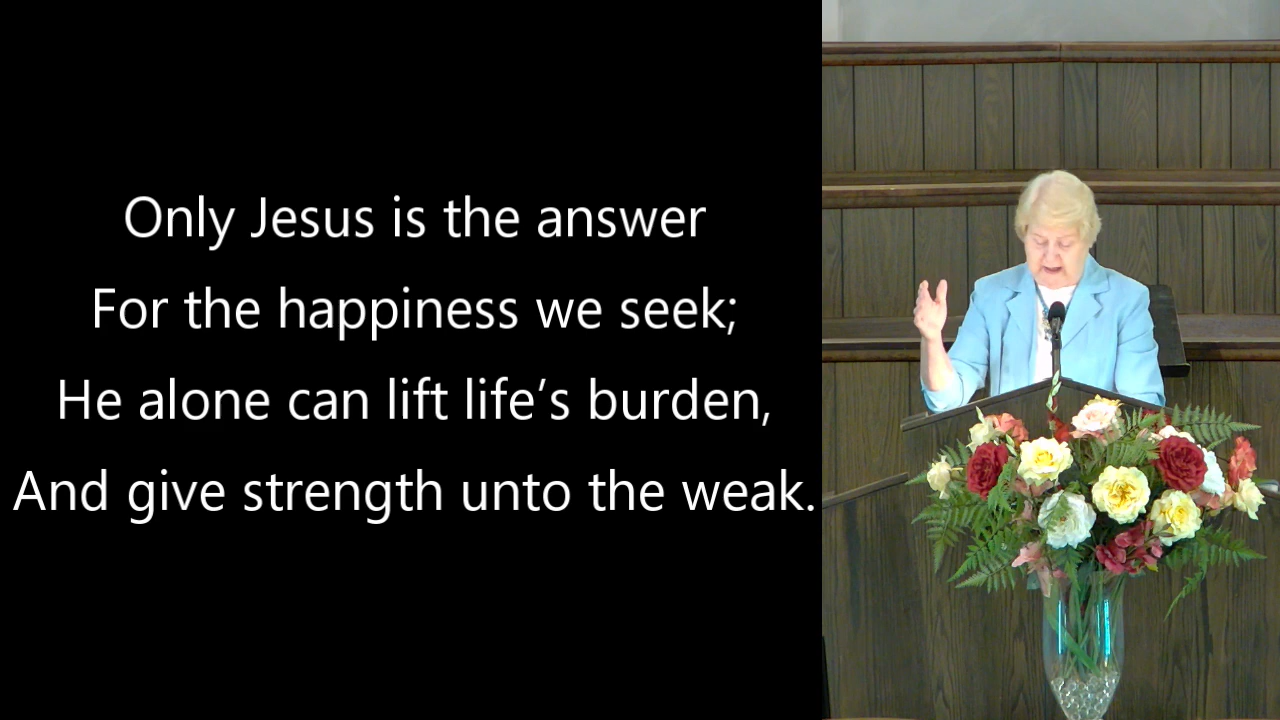 Only Jesus is the answer
For the happiness we seek;
He alone can lift life’s burden,
And give strength unto the weak.